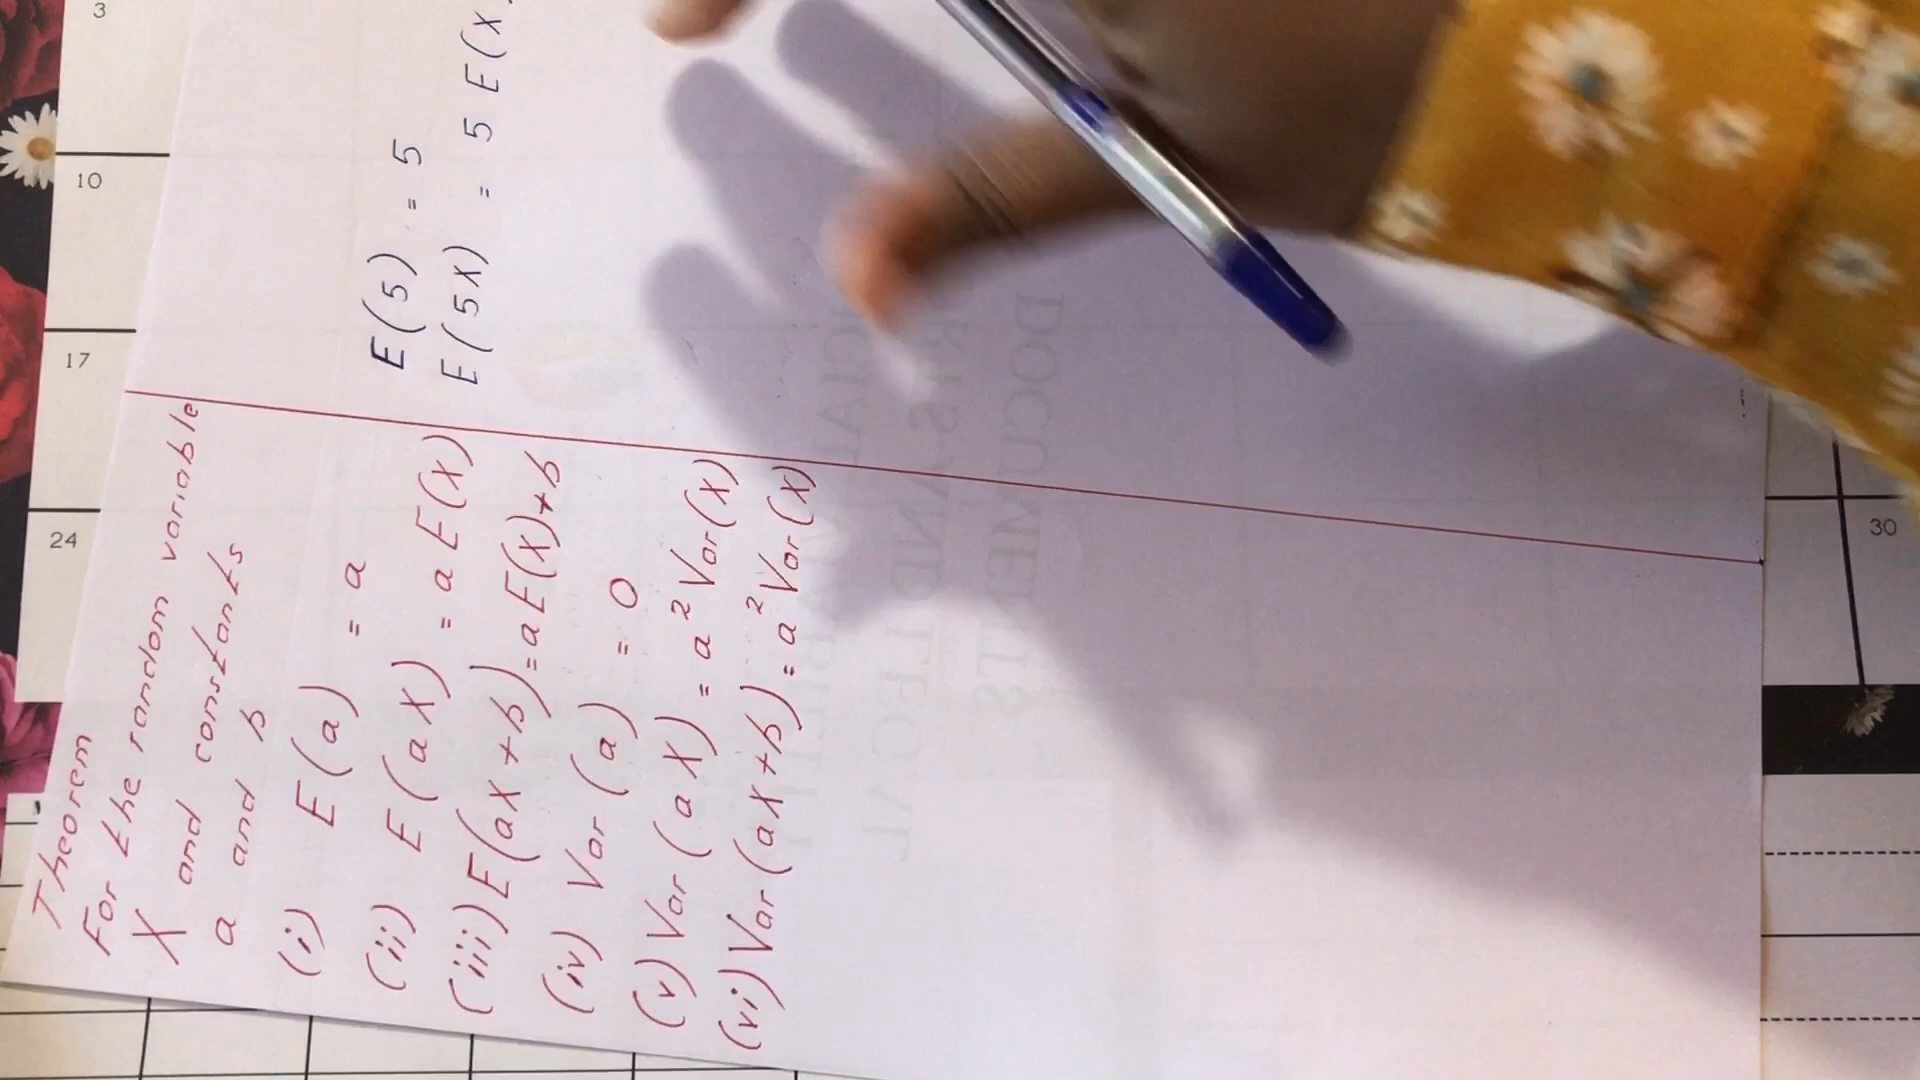 Theorem
For the random variable
X and constants
a and b
(i) E(a) = a
(ii) E(aX) = aE(X)
(iii) E(aX+b) = aE(X)+b
(iv) Var(a) = 0
(v) Var(aX) = a²Var(X)
(vi) Var(aX+b) = a²Var(X)
E(5) = 5
E(5X) = 5E(X)
3
10
17
24
30